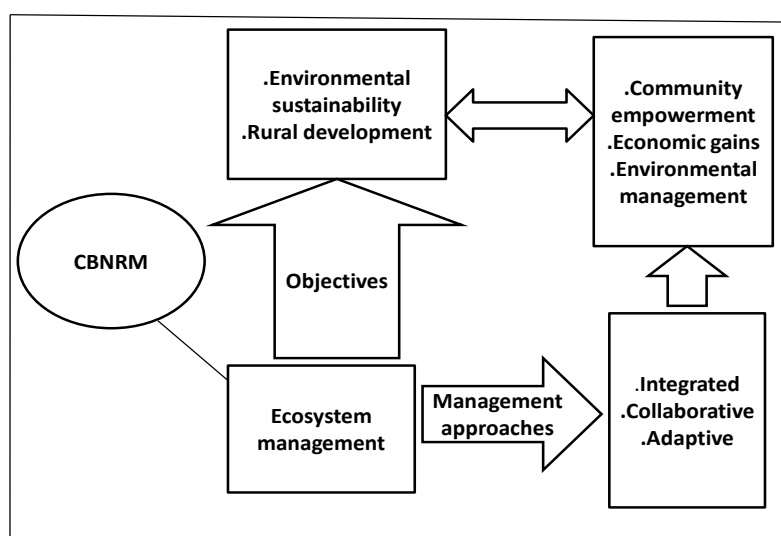 .Environmental
sustainability
.Rural development
.Community
empowerment
.Economic gains
.Environmental
management
CBNRM
Objectives
Ecosystem
management
Management
approaches
.Integrated
.Collaborative
.Adaptive